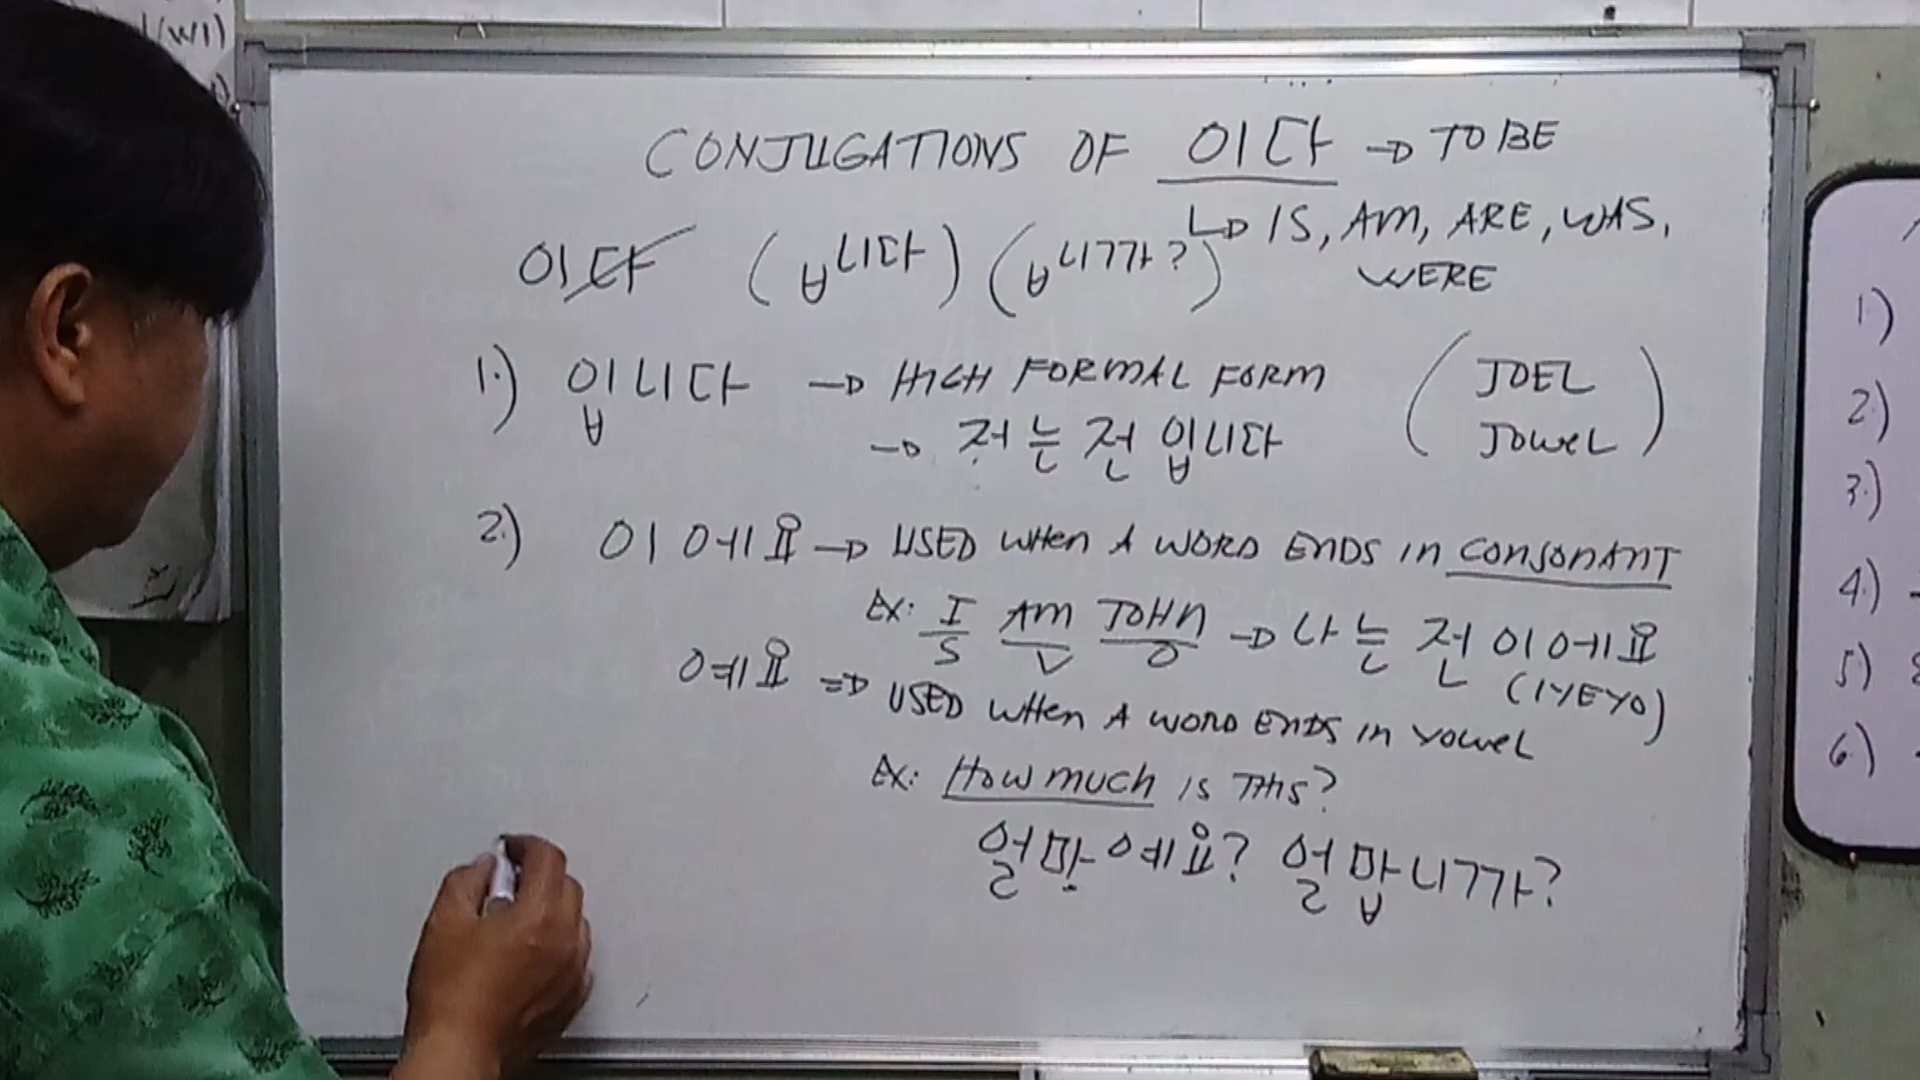 CONJUGATIONS OF 이다 → TO BE
↳ IS, AM, ARE, WAS, WERE
이다 (ㅂ니다) (ㅂ니까?)
1.) 입니다 → HIGH FORMAL FORM
→ 저는 전 입니다
( JOEL
JOWEL )
2.) 이에요 → USED WHEN A WORD ENDS IN CONSONANT
EX: I AM JOHN → 나는 전 이에요
S V O
(IYEYO)
예요 ⇒ USED WHEN A WORD ENDS IN VOWEL
EX: HOW MUCH IS THIS?
얼마예요? 얼맙니까?
1)
2.)
3.)
4.)
5.)
6.)